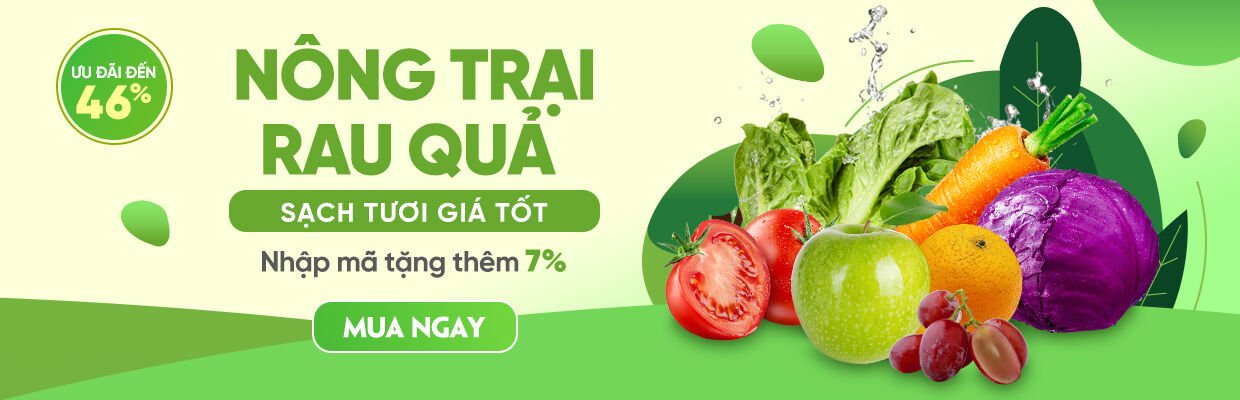 ƯU ĐÃI ĐẾN
46%
NÔNG TRẠI
RAU QUẢ
SẠCH TƯƠI GIÁ TỐT
Nhập mã tặng thêm 7%
MUA NGAY